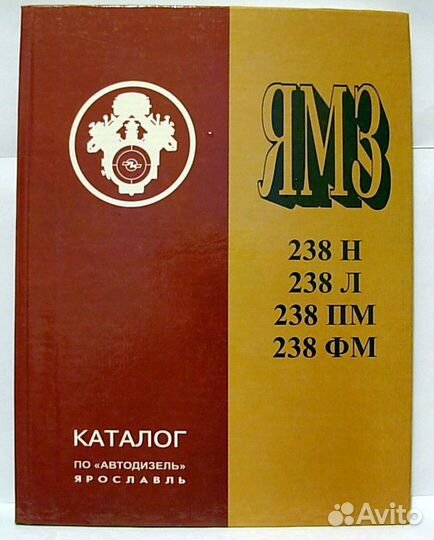 ЯМЗ
238 Н
238 Л
238 ПМ
238 ФМ
КАТАЛОГ
ПО «АВТОДИЗЕЛЬ»
ЯРОСЛАВЛЬ
Avito